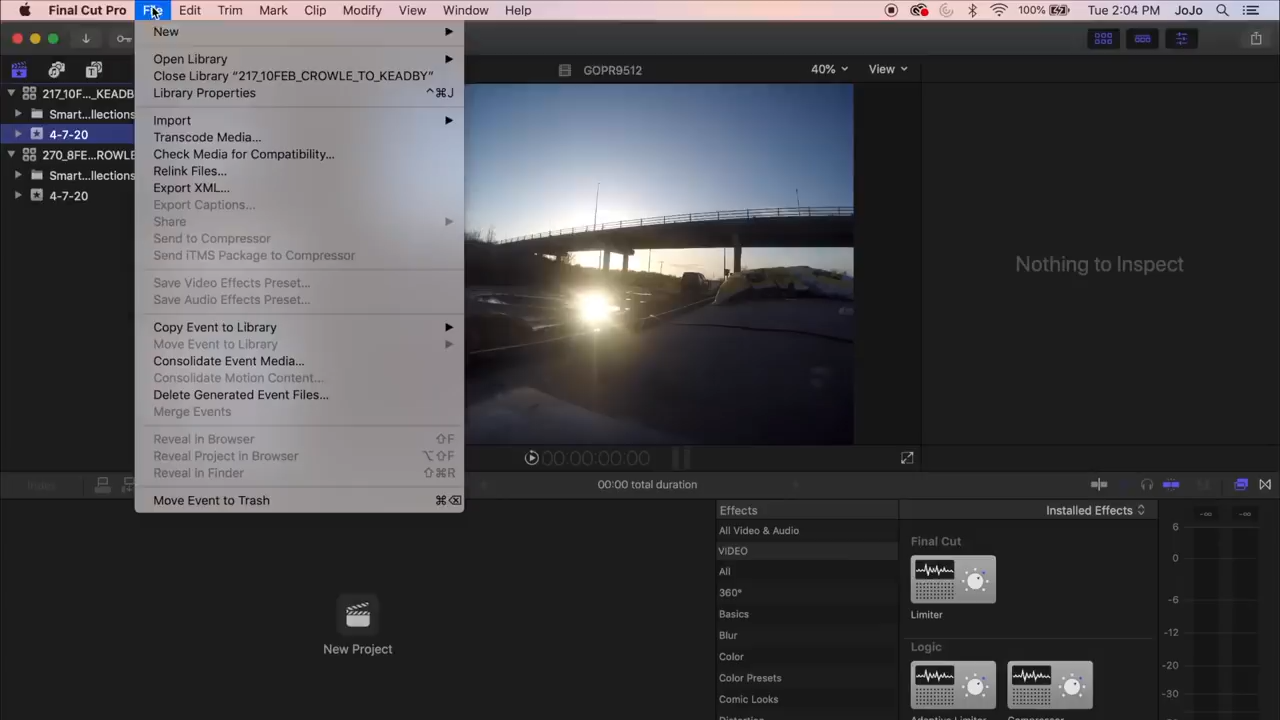 Final Cut Pro File Edit Trim Mark Clip Modify View Window Help 100% Tue 2:04 PM JoJo
GOPR9512 40% View
217_10F..._KEADB
Smart...llections
4-7-20
270_8FE...ROWLE
Smart...llections
4-7-20
New
Open Library
Close Library “217_10FEB_CROWLE_TO_KEADBY”
Library Properties ^⌘J
Import
Transcode Media...
Check Media for Compatibility...
Relink Files...
Export XML...
Export Captions...
Share
Send to Compressor
Send iTMS Package to Compressor
Save Video Effects Preset...
Save Audio Effects Preset...
Copy Event to Library
Move Event to Library
Consolidate Event Media...
Consolidate Motion Content...
Delete Generated Event Files...
Merge Events
Reveal in Browser ⇧F
Reveal Project in Browser ⌥⇧F
Reveal in Finder ⇧⌘R
Move Event to Trash ⌘⌫
Nothing to Inspect
00:00:00:00
Index 00:00 total duration
New Project
Effects Installed Effects
All Video & Audio
VIDEO
All
360°
Basics
Blur
Color
Color Presets
Comic Looks
Distortion
Final Cut
Limiter
Logic
Adaptive Limiter Compressor
-∞ -∞
6
0
-6
-12
-20
-30